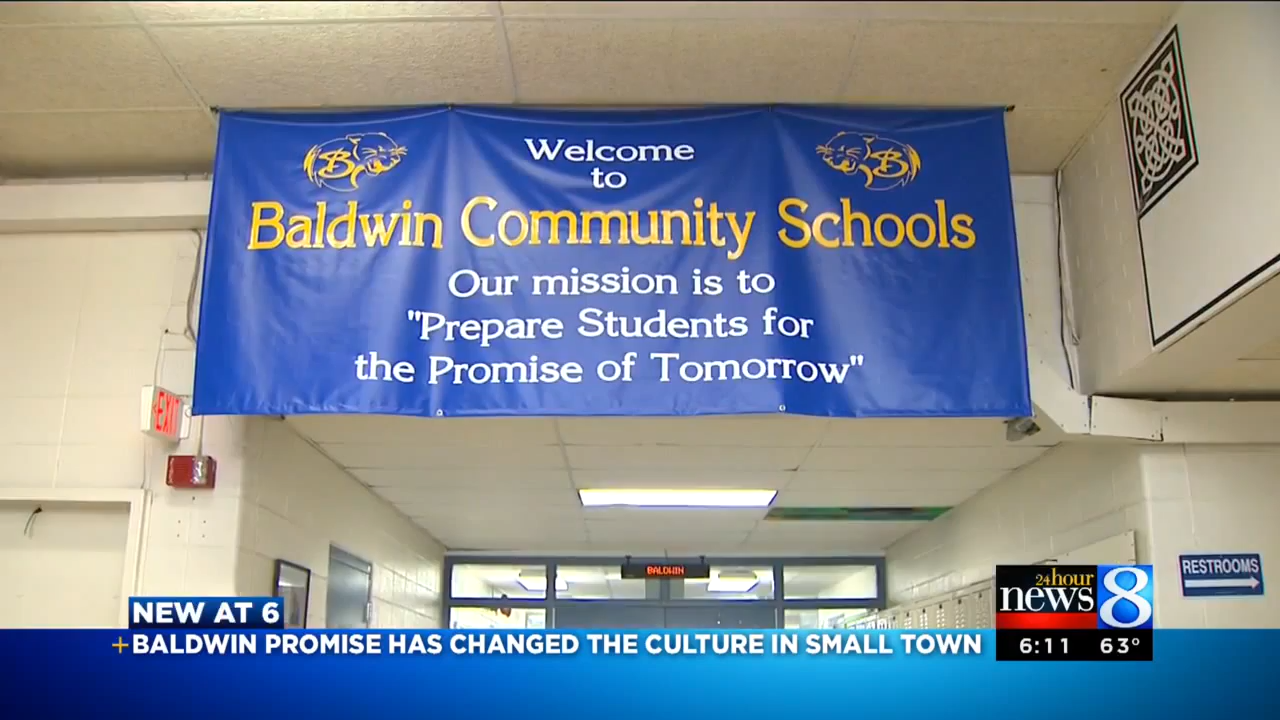 Welcome
to
Baldwin Community Schools
Our mission is to
"Prepare Students for
the Promise of Tomorrow"
B
B
EXIT
BALDWIN
RESTROOMS
NEW AT 6
+BALDWIN PROMISE HAS CHANGED THE CULTURE IN SMALL TOWN
24hour
news 8
6:11 63°